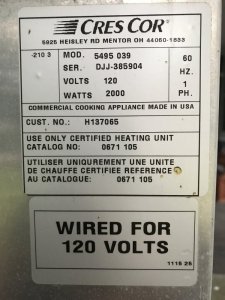 CRES COR®
5925 HEISLEY RD MENTOR OH 44060-1833
-210 3
MOD. 5495 039
SER. DJJ-385904
VOLTS 120
WATTS 2000
60
HZ.
1
PH.
COMMERCIAL COOKING APPLIANCE MADE IN USA
CUST. NO.: H137065
USE ONLY CERTIFIED HEATING UNIT
CATALOG NO: 0671 105
UTILISER UNIQUREMENT UNE UNITE
DE CHAUFFE CERTIFIEE REFERENCE
AU CATALOGUE: 0671 105
WIRED FOR
120 VOLTS
1116 25